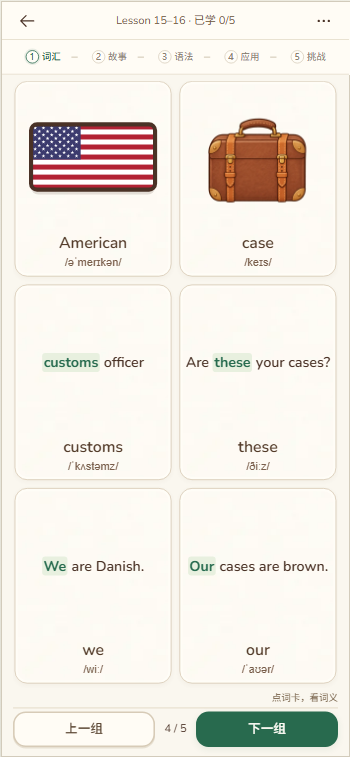 Lesson 15–16 · 已学 0/5
1 词汇 – 2 故事 – 3 语法 – 4 应用 – 5 挑战
American
/əˈmerɪkən/
case
/keɪs/
customs officer
customs
/ˈkʌstəmz/
Are these your cases?
these
/ðiːz/
We are Danish.
we
/wiː/
Our cases are brown.
our
/ˈaʊər/
点词卡，看词义
上一组
4 / 5
下一组